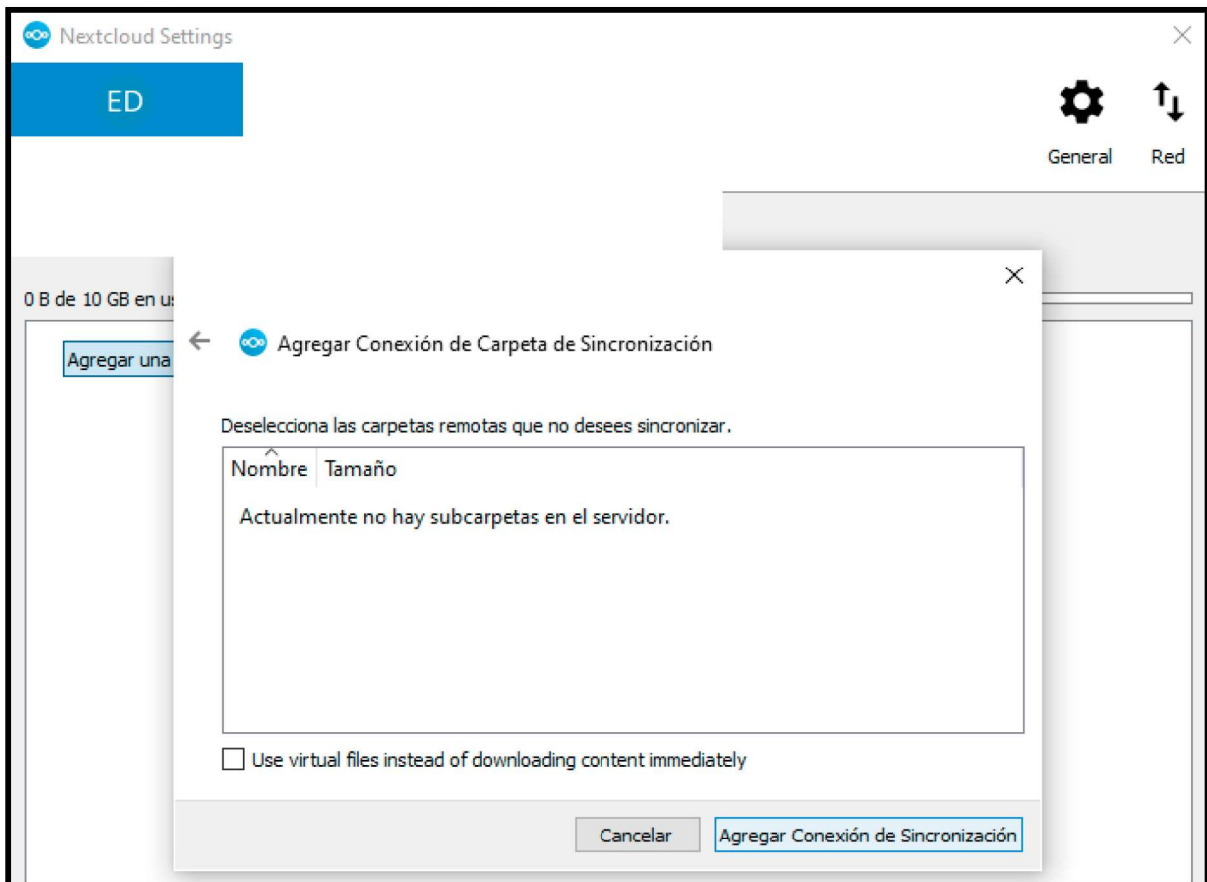 Nextcloud Settings
ED
General
Red
0 B de 10 GB en
Agregar una
Agregar Conexión de Carpeta de Sincronización
Deselecciona las carpetas remotas que no desees sincronizar.
Nombre Tamaño
Actualmente no hay subcarpetas en el servidor.
Use virtual files instead of downloading content immediately
Cancelar
Agregar Conexión de Sincronización